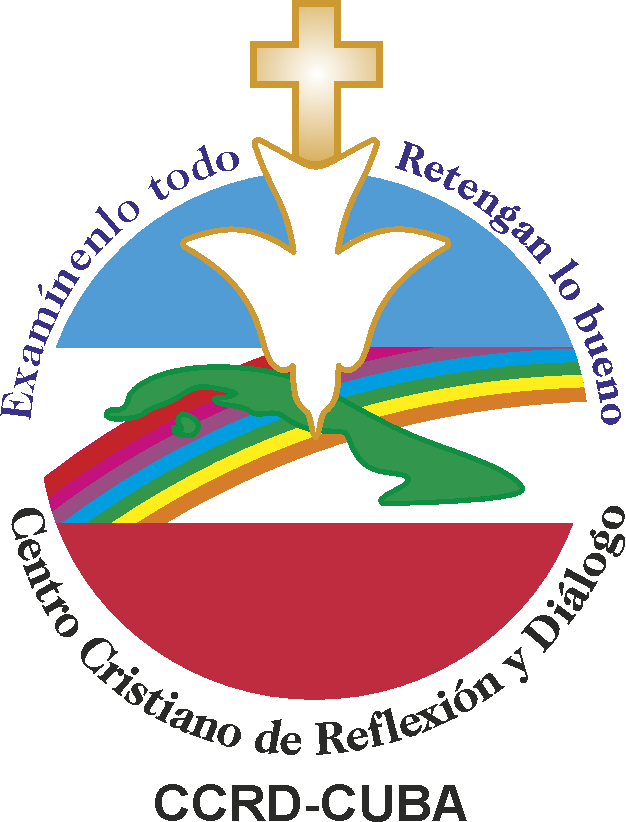 Examínenlo todo
Retengan lo bueno
Centro Cristiano de Reflexión y Diálogo
CCRD-CUBA